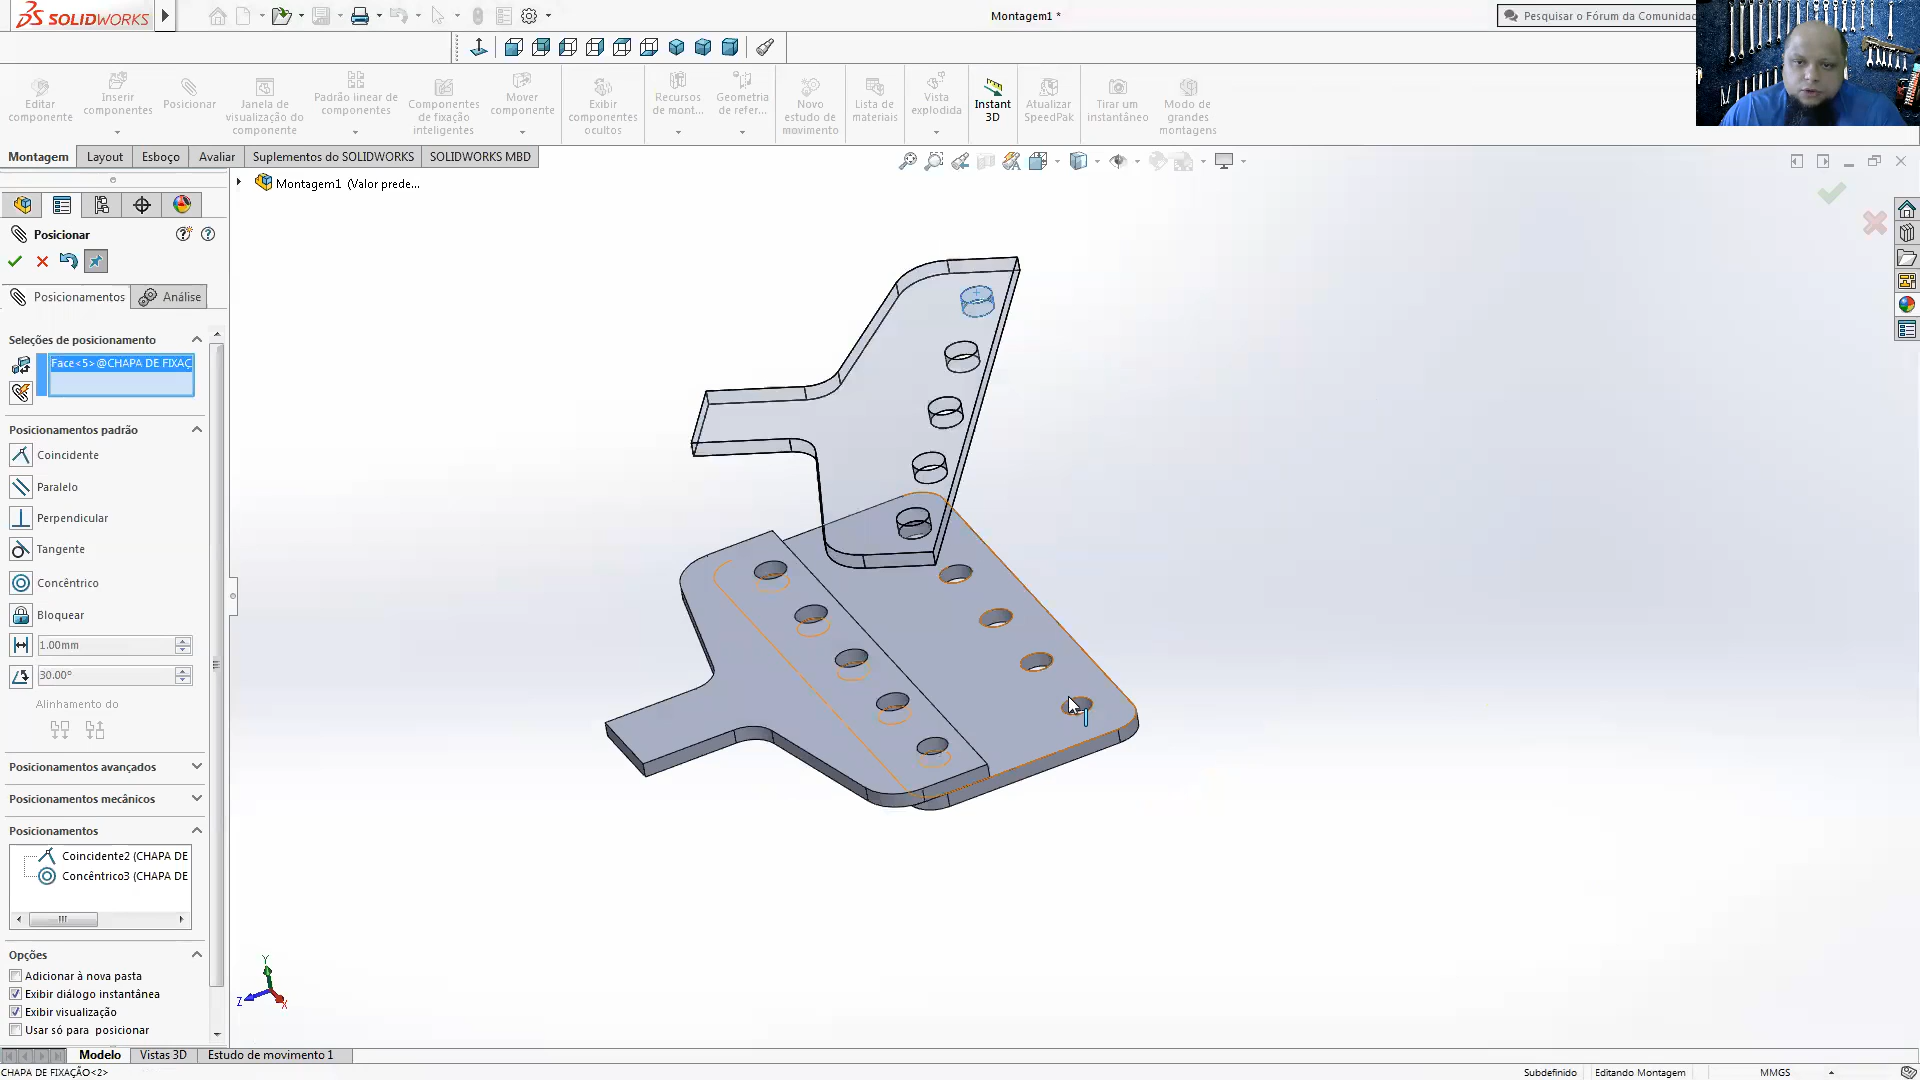 SOLIDWORKS
Montagem1 *
Pesquisar o Fórum da Comunidac
Editar componente
Inserir componentes
Posicionar
Janela de visualização do componente
Padrão linear de componentes
Componentes de fixação inteligentes
Mover componente
Exibir componentes ocultos
Recursos de mont...
Geometria de refer...
Novo estudo de movimento
Lista de materiais
Vista explodida
Instant 3D
Atualizar SpeedPak
Tirar um instantâneo
Modo de grandes montagens
Montagem
Layout
Esboço
Avaliar
Suplementos do SOLIDWORKS
SOLIDWORKS MBD
Montagem1 (Valor prede...
Posicionar
Posicionamentos
Análise
Seleções de posicionamento
Face<5>@CHAPA DE FIXAÇ
Posicionamentos padrão
Coincidente
Paralelo
Perpendicular
Tangente
Concêntrico
Bloquear
1.00mm
30.00°
Alinhamento do
Posicionamentos avançados
Posicionamentos mecânicos
Posicionamentos
Coincidente2 (CHAPA DE
Concêntrico3 (CHAPA DE
Opções
Adicionar à nova pasta
Exibir diálogo instantânea
Exibir visualização
Usar só para posicionar
Y
Z
X
Modelo
Vistas 3D
Estudo de movimento 1
CHAPA DE FIXAÇÃO<2>
Subdefinido
Editando Montagem
MMGS